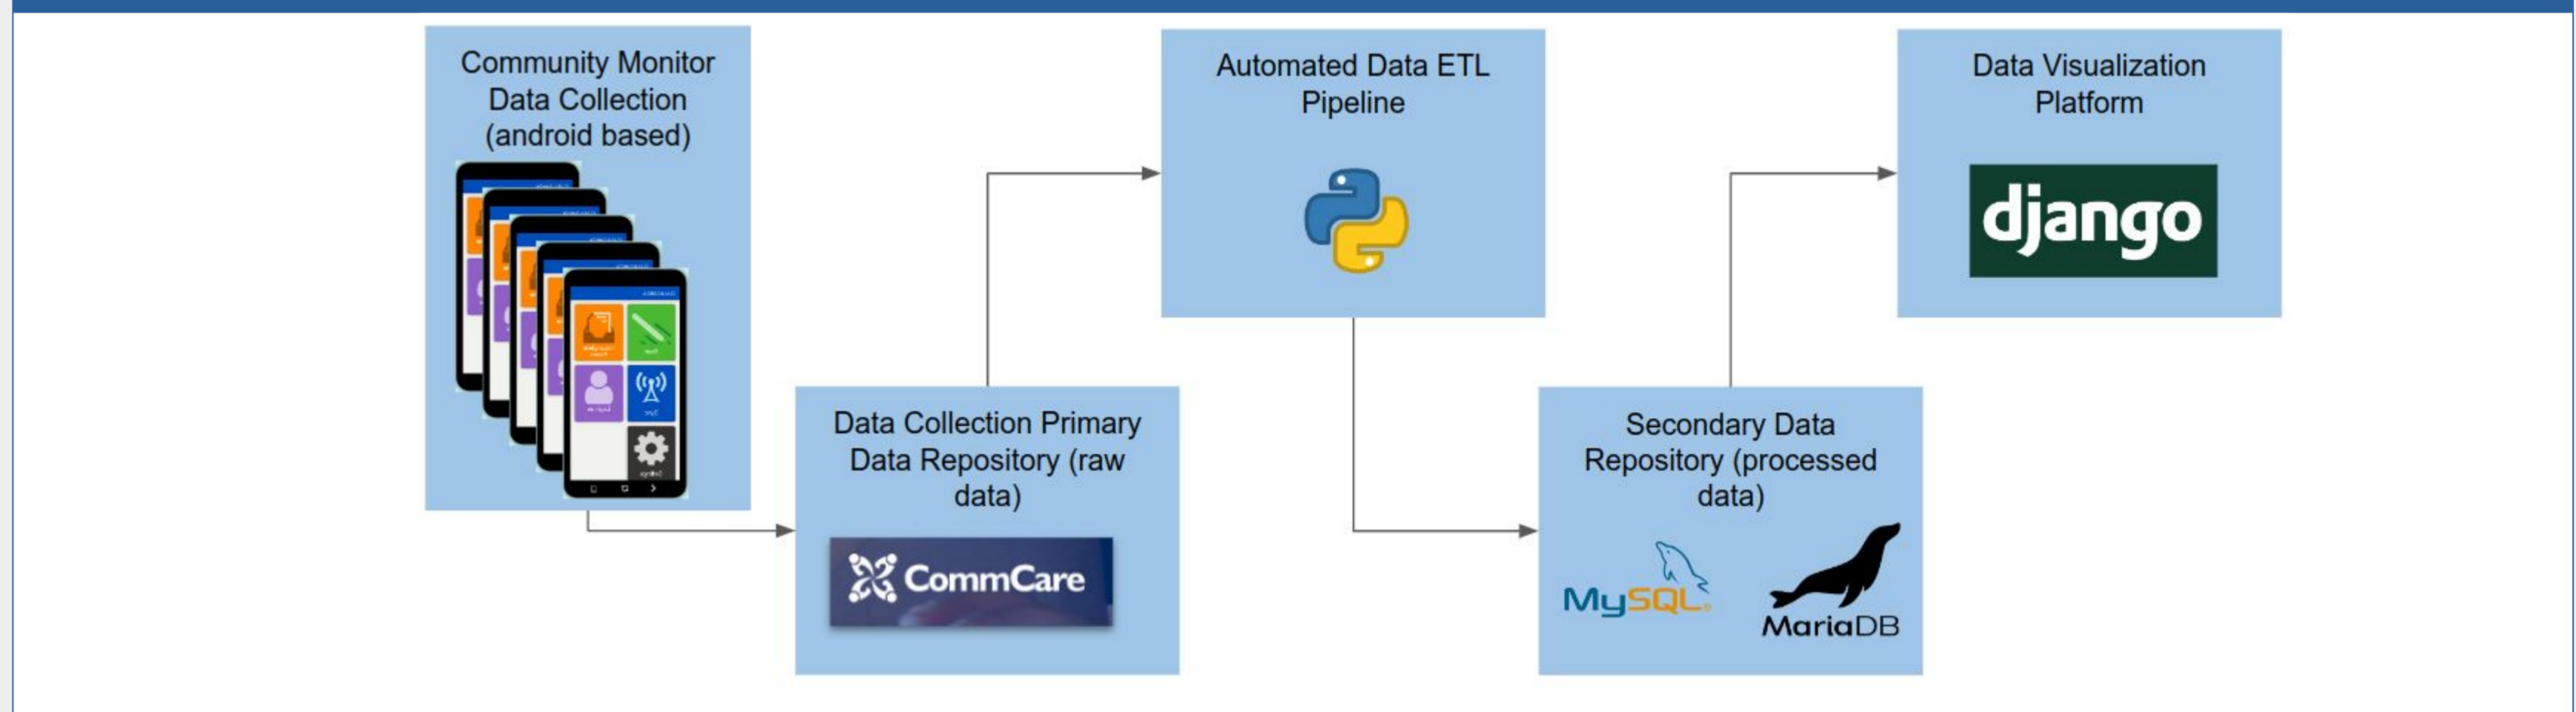 Community Monitor
Data Collection
(android based)
Data Collection Primary
Data Repository (raw
data)
CommCare
Automated Data ETL
Pipeline
Secondary Data
Repository (processed
data)
MySQL
MariaDB
Data Visualization
Platform
django